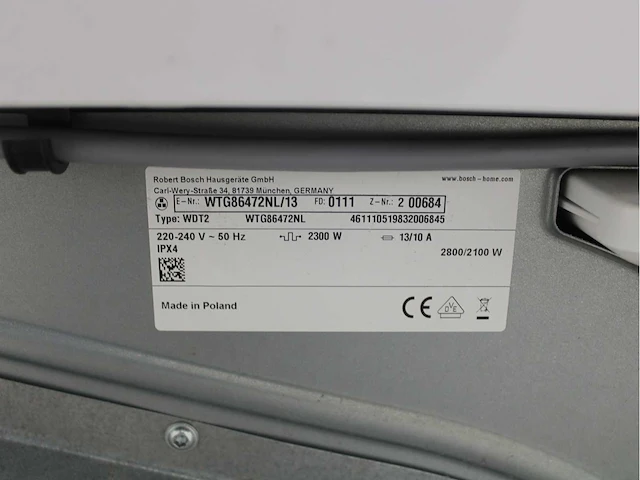 Robert Bosch Hausgeräte GmbH www.bosch-home.com
Carl-Wery-Straße 34, 81739 München, GERMANY
E-Nr.: WTG86472NL/13 FD: 0111 Z-Nr.: 2 00684
Type: WDT2 WTG86472NL 461110519832006845
220-240 V ~ 50 Hz 2300 W 13/10 A
IPX4 2800/2100 W
Made in Poland CE DVE